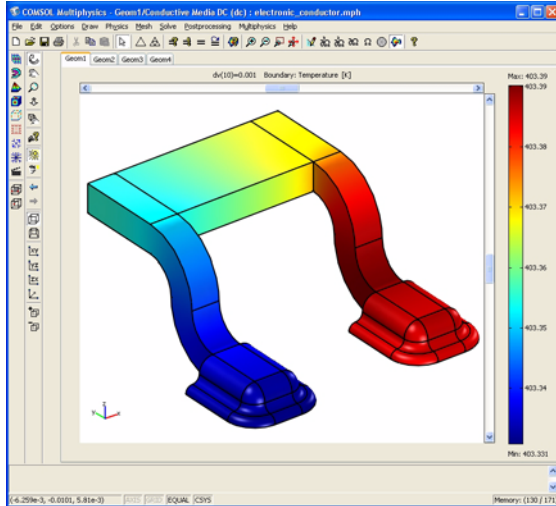 COMSOL Multiphysics - Geom1/Conductive Media DC (dc) : electronic_conductor.mph
File Edit Options Draw Physics Mesh Solve Postprocessing Multiphysics Help
Geom1 Geom2 Geom3 Geom4
dv(10)=0.001 Boundary: Temperature [K]
Max: 403.39
403.39
403.38
403.37
403.36
403.35
403.34
Min: 403.331
z
y
x
(-6.259e-3, -0.0101, 5.81e-3) AXIS GRID EQUAL CSYS
Memory: (130 / 171